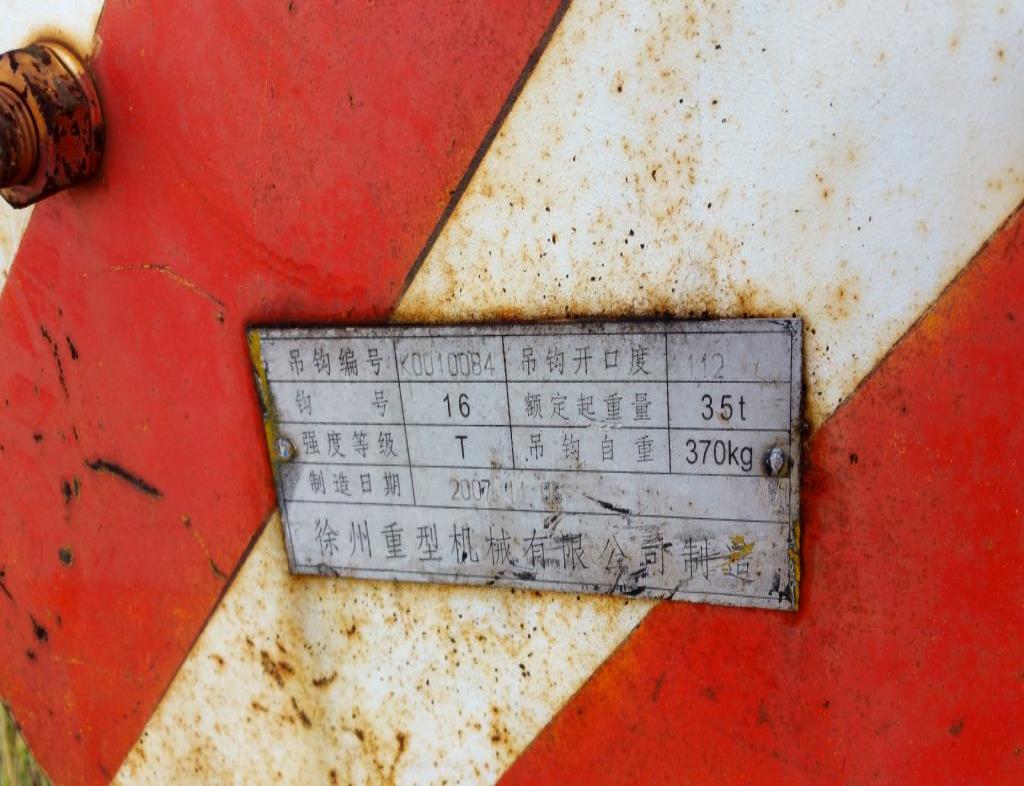 吊钩编号 K0010084 吊钩开口度 112
钩 号 16 额定起重量 35t
强度等级 T 吊钩自重 370kg
制造日期 2007 11
徐州重型机械有限公司制造